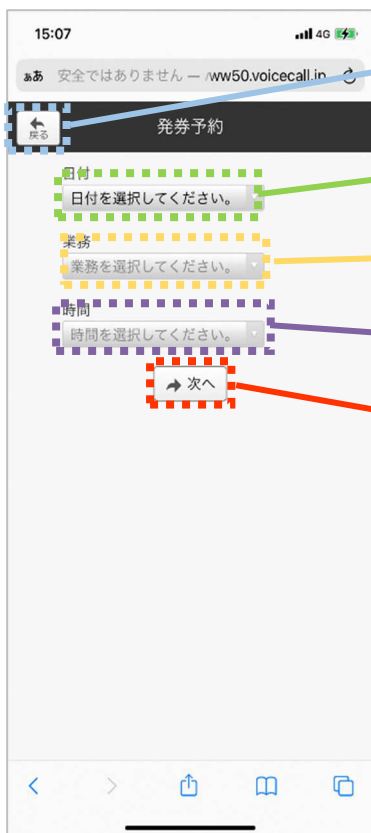 15:07
4G
ぁあ 安全ではありません — ww50.voicecall.jp
戻る
発券予約
日付
日付を選択してください。
業務
業務を選択してください。
時間
時間を選択してください。
次へ